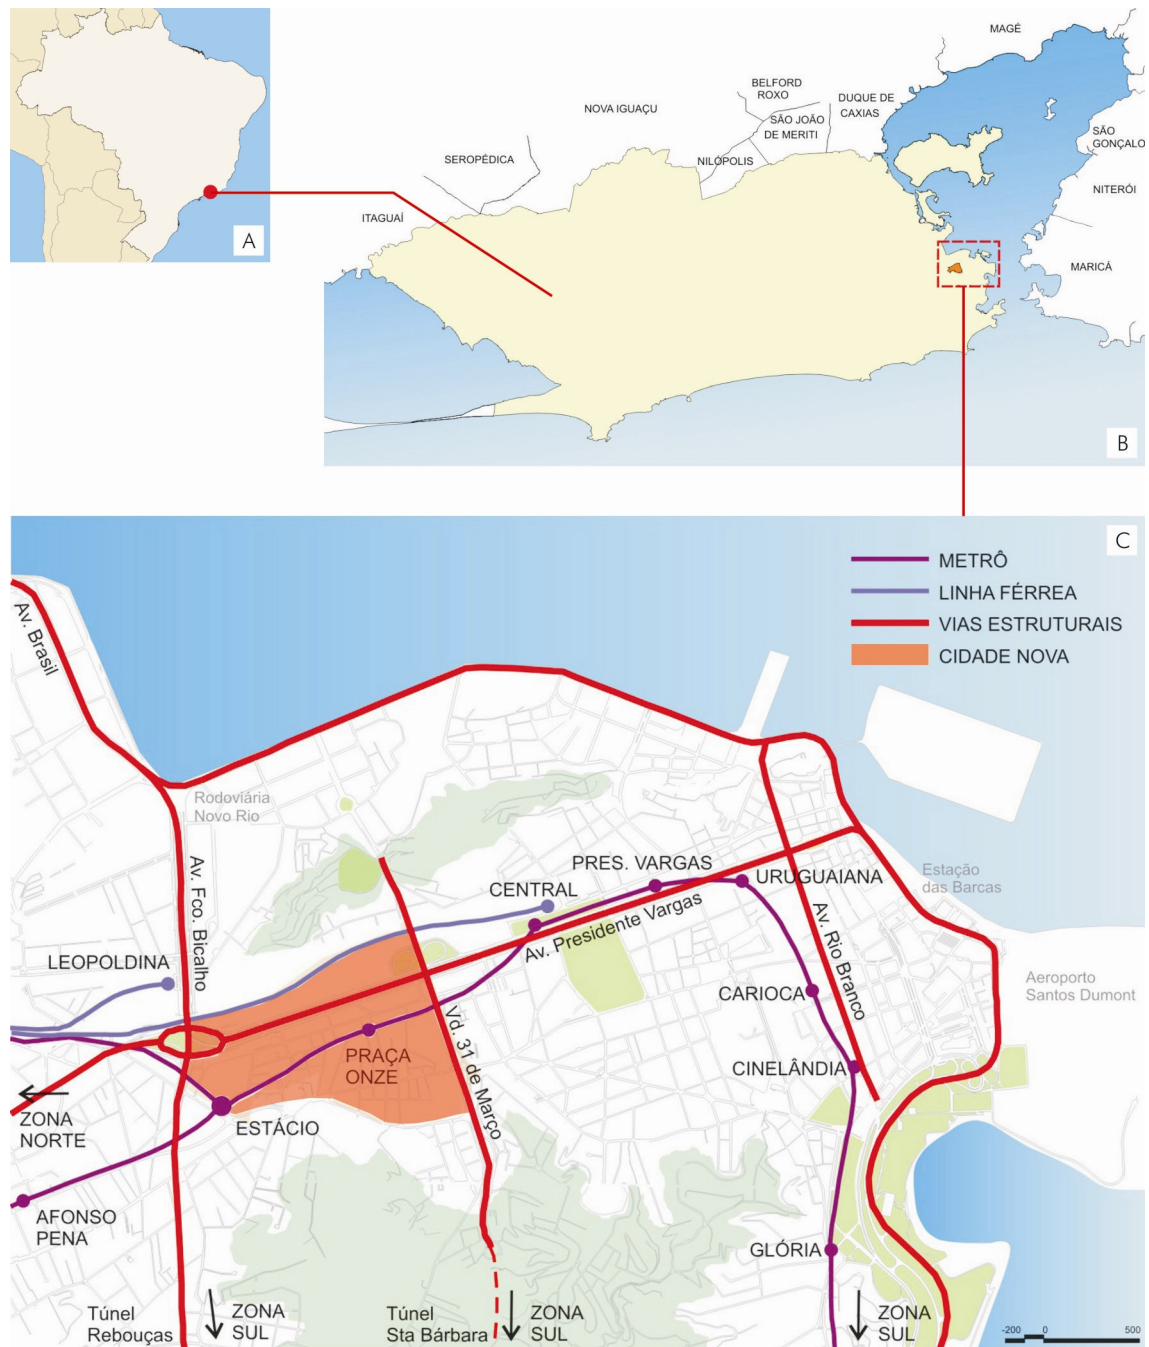 A
MAGÉ
BELFORD
ROXO
DUQUE DE
CAXIAS
NOVA IGUAÇU
SÃO JOÃO
DE MERITI
SÃO
GONÇALO
SEROPÉDICA
NILÓPOLIS
NITERÓI
ITAGUAÍ
MARICÁ
B
C
METRÔ
LINHA FÉRREA
VIAS ESTRUTURAIS
CIDADE NOVA
Av. Brasil
Rodoviária
Novo Rio
Av. Fco. Bicalho
PRES. VARGAS
CENTRAL
URUGUAIANA
Estação
das Barcas
Av. Presidente Vargas
Av. Rio Branco
LEOPOLDINA
CARIOCA
Aeroporto
Santos Dumont
Vd. 31 de Março
PRAÇA
ONZE
CINELÂNDIA
ZONA
NORTE
ESTÁCIO
AFONSO
PENA
GLÓRIA
Túnel
Rebouças
ZONA
SUL
Túnel
Sta Bárbara
ZONA
SUL
ZONA
SUL
-200 0 500